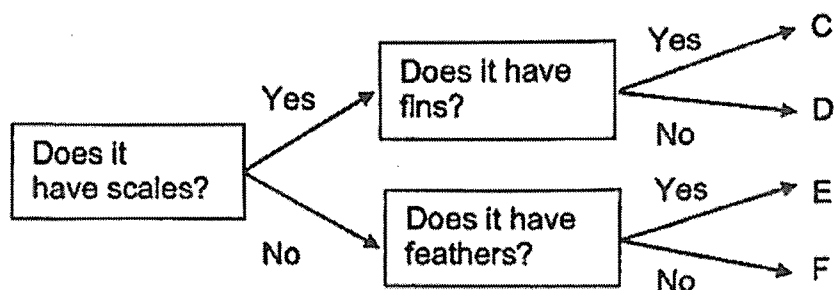 Does it
have scales?
Yes
No
Does it have
fins?
Yes
No
C
D
Does it have
feathers?
Yes
No
E
F